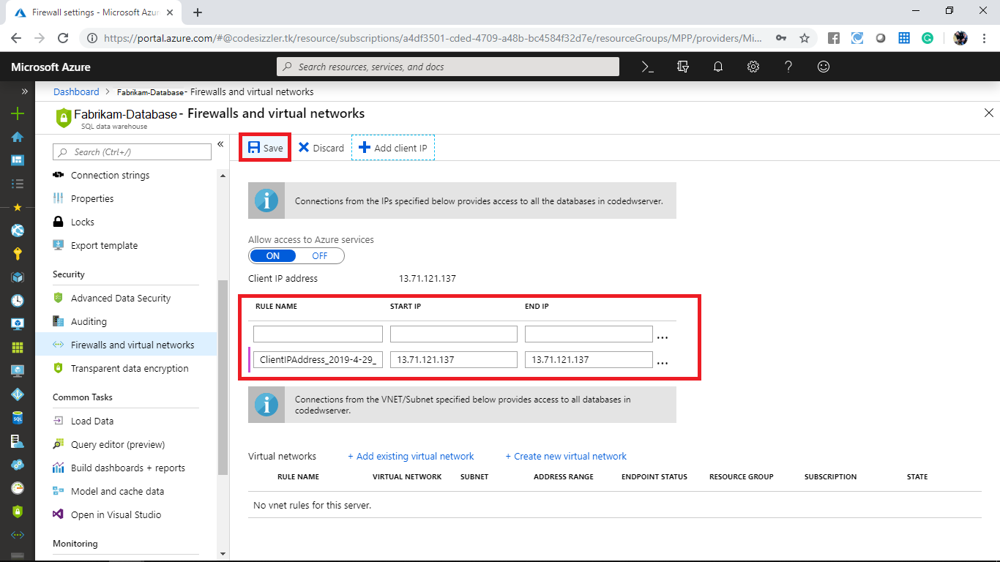 Firewall settings - Microsoft Azur
https://portal.azure.com/#@codesizzler.tk/resource/subscriptions/a4df3501-cded-4709-a48b-bc4584f32d7e/resourceGroups/MPP/providers/Mi...
Microsoft Azure
Search resources, services, and docs
Dashboard > Fabrikam-Database - Firewalls and virtual networks
Fabrikam-Database - Firewalls and virtual networks
SQL data warehouse
Search (Ctrl+/)
Connection strings
Properties
Locks
Export template
Security
Advanced Data Security
Auditing
Firewalls and virtual networks
Transparent data encryption
Common Tasks
Load Data
Query editor (preview)
Build dashboards + reports
Model and cache data
Open in Visual Studio
Monitoring
SQL
Save Discard Add client IP
Connections from the IPs specified below provides access to all the databases in codedwserver.
Allow access to Azure services
ON OFF
Client IP address 13.71.121.137
RULE NAME START IP END IP
...
ClientIPAddress_2019-4-29_ 13.71.121.137 13.71.121.137 ...
Connections from the VNET/Subnet specified below provides access to all databases in
codedwserver.
Virtual networks + Add existing virtual network + Create new virtual network
RULE NAME VIRTUAL NETWORK SUBNET ADDRESS RANGE ENDPOINT STATUS RESOURCE GROUP SUBSCRIPTION STATE
No vnet rules for this server.